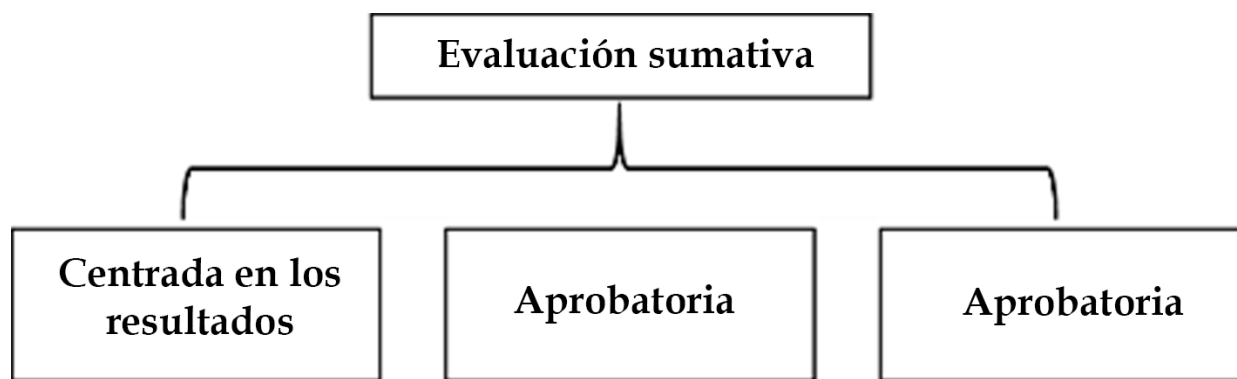 Evaluación sumativa
Centrada en los
resultados
Aprobatoria
Aprobatoria